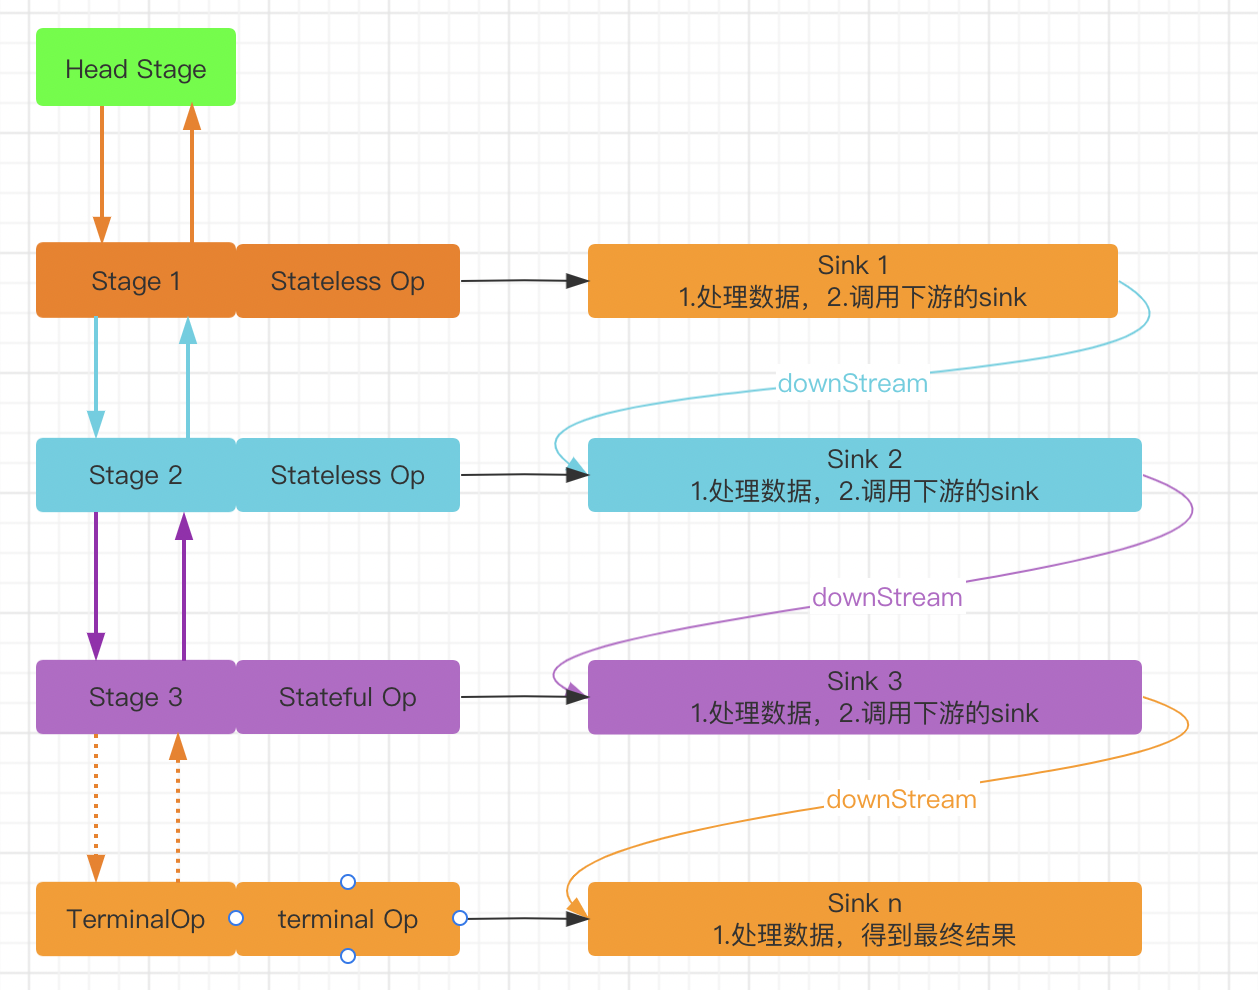 Head Stage
Stage 1
Stateless Op
Sink 1
1.处理数据，2.调用下游的sink
downStream
Stage 2
Stateless Op
Sink 2
1.处理数据，2.调用下游的sink
downStream
Stage 3
Stateful Op
Sink 3
1.处理数据，2.调用下游的sink
downStream
TerminalOp
terminal Op
Sink n
1.处理数据，得到最终结果